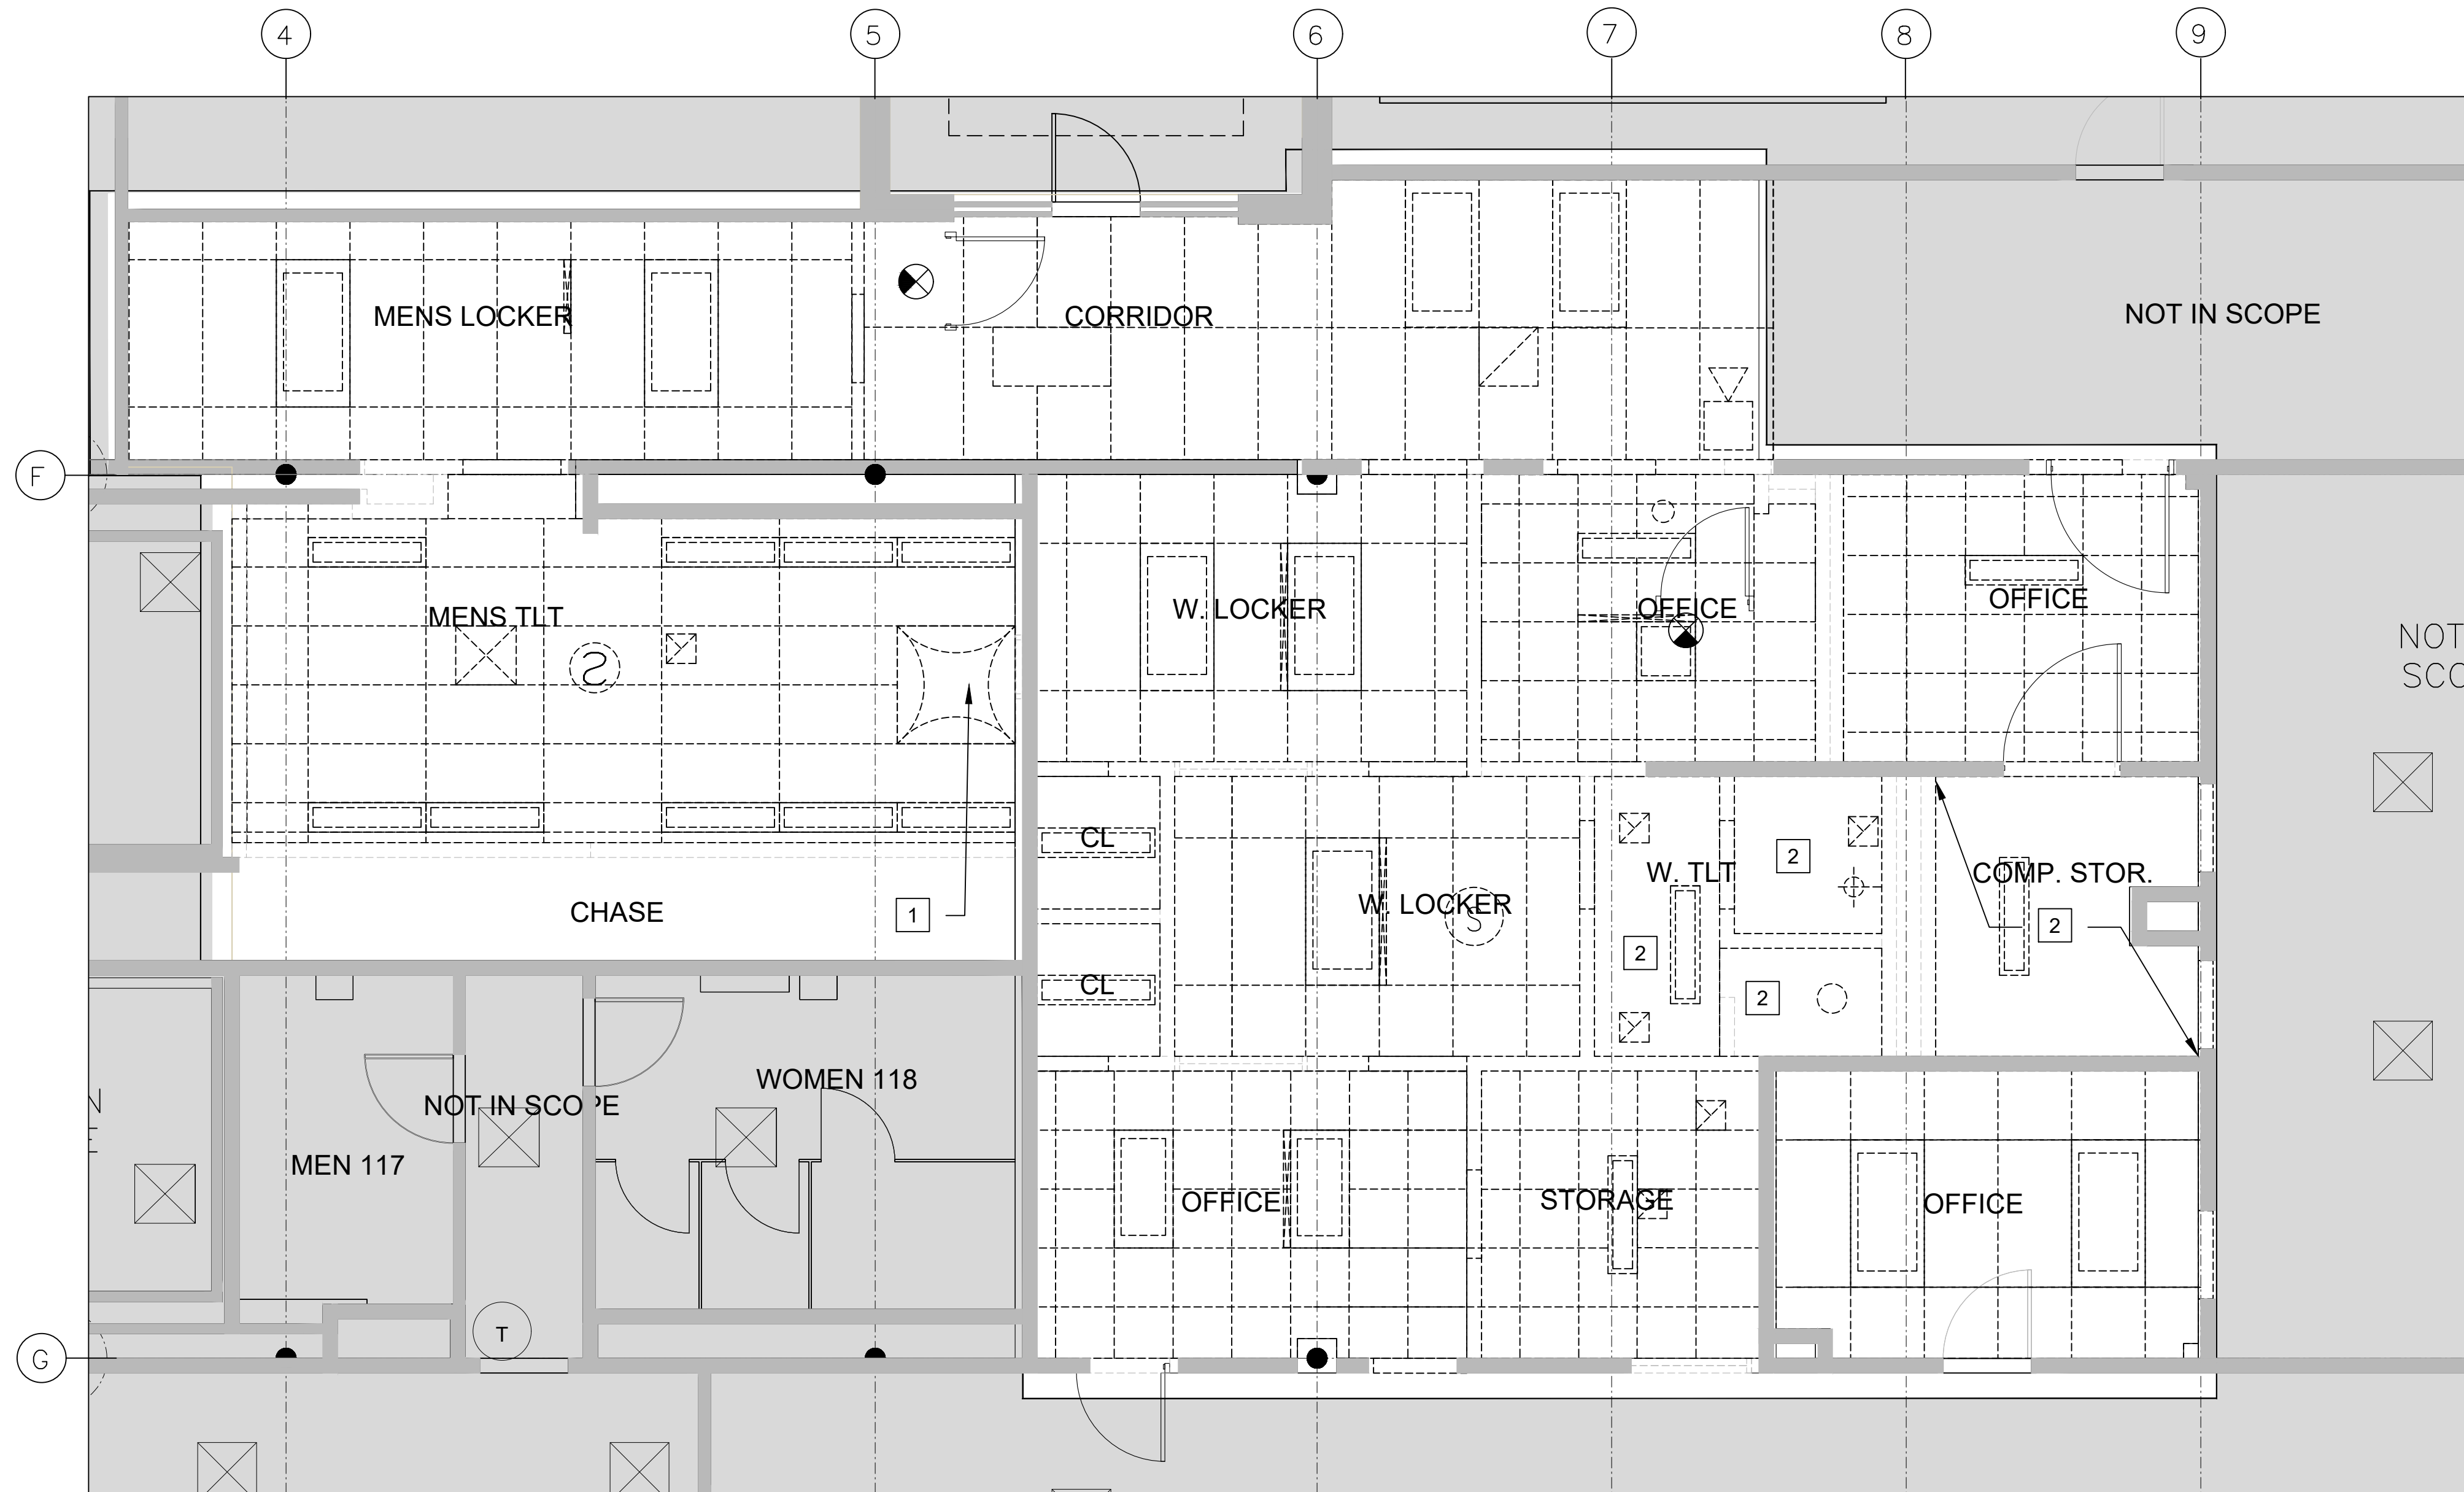 4
5
6
7
8
9
MENS LOCKER
CORRIDOR
NOT IN SCOPE
F
MENS TLT
S
W. LOCKER
OFFICE
OFFICE
NOT
CL
2
W. TLT
COMP. STOR.
W. LOCKER
S
CHASE
1
2
2
CL
2
WOMEN 118
NOT IN SCOPE
MEN 117
OFFICE
STORAGE
OFFICE
T
G